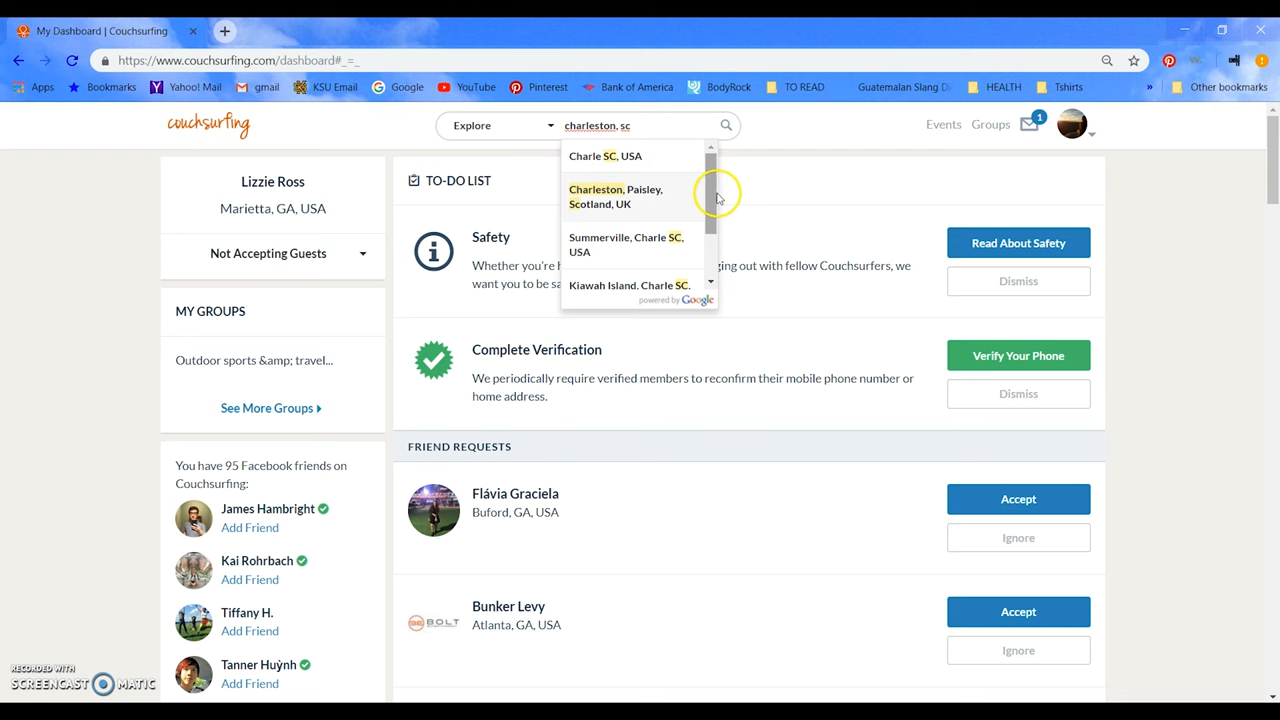 My Dashboard | Couchsurfing
https://www.couchsurfing.com/dashboard#_=_
Apps
Bookmarks
Yahoo! Mail
gmail
KSU Email
Google
YouTube
Pinterest
Bank of America
BodyRock
TO READ
Guatemalan Slang Di
HEALTH
Tshirts
»
Other bookmarks
couchsurfing
Explore
charleston, sc
Events
Groups
1
Charle SC, USA
Charleston, Paisley,
Scotland, UK
Summerville, Charle SC,
USA
Kiawah Island, Charle SC,
powered by Google
Lizzie Ross
Marietta, GA, USA
Not Accepting Guests
MY GROUPS
Outdoor sports &amp; travel...
See More Groups
You have 95 Facebook friends on
Couchsurfing:
James Hambright
Add Friend
Kai Rohrbach
Add Friend
Tiffany H.
Add Friend
Tanner Huỳnh
Add Friend
TO-DO LIST
Safety
Whether you're h
ging out with fellow Couchsurfers, we
want you to be sa
Read About Safety
Dismiss
Complete Verification
We periodically require verified members to reconfirm their mobile phone number or
home address.
Verify Your Phone
Dismiss
FRIEND REQUESTS
Flávia Graciela
Buford, GA, USA
Accept
Ignore
BOLT
Bunker Levy
Atlanta, GA, USA
Accept
Ignore
RECORDED WITH
SCREENCAST MATIC